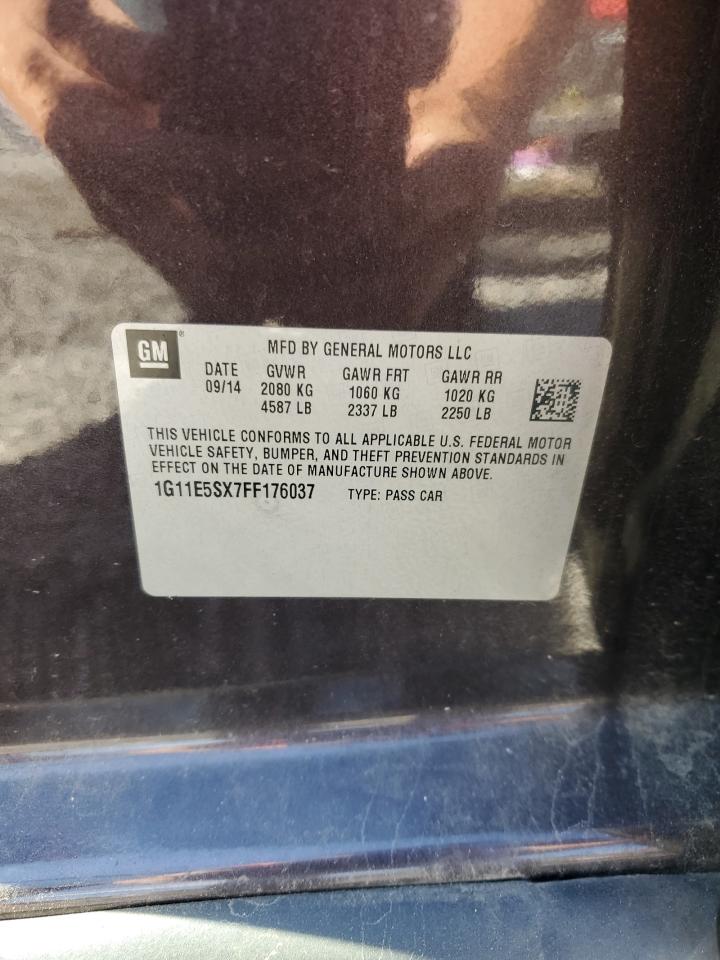 GM®
MFD BY GENERAL MOTORS LLC
DATE GVWR GAWR FRT GAWR RR
09/14 2080 KG 1060 KG 1020 KG
4587 LB 2337 LB 2250 LB
THIS VEHICLE CONFORMS TO ALL APPLICABLE U.S. FEDERAL MOTOR
VEHICLE SAFETY, BUMPER, AND THEFT PREVENTION STANDARDS IN
EFFECT ON THE DATE OF MANUFACTURE SHOWN ABOVE.
1G11E5SX7FF176037 TYPE: PASS CAR